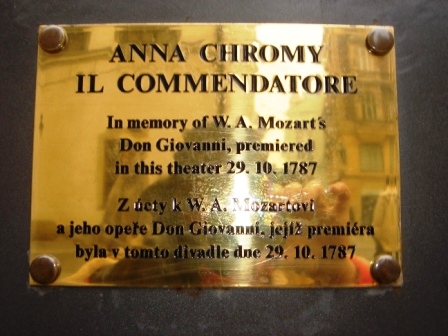 ANNA CHROMY
IL COMMENDATORE
In memory of W. A. Mozart's
Don Giovanni, premiered
in this theater 29. 10. 1787
Z úcty k W. A. Mozartovi
a jeho opeře Don Giovanni, jejíž premiéra
byla v tomto divadle dne 29. 10. 1787